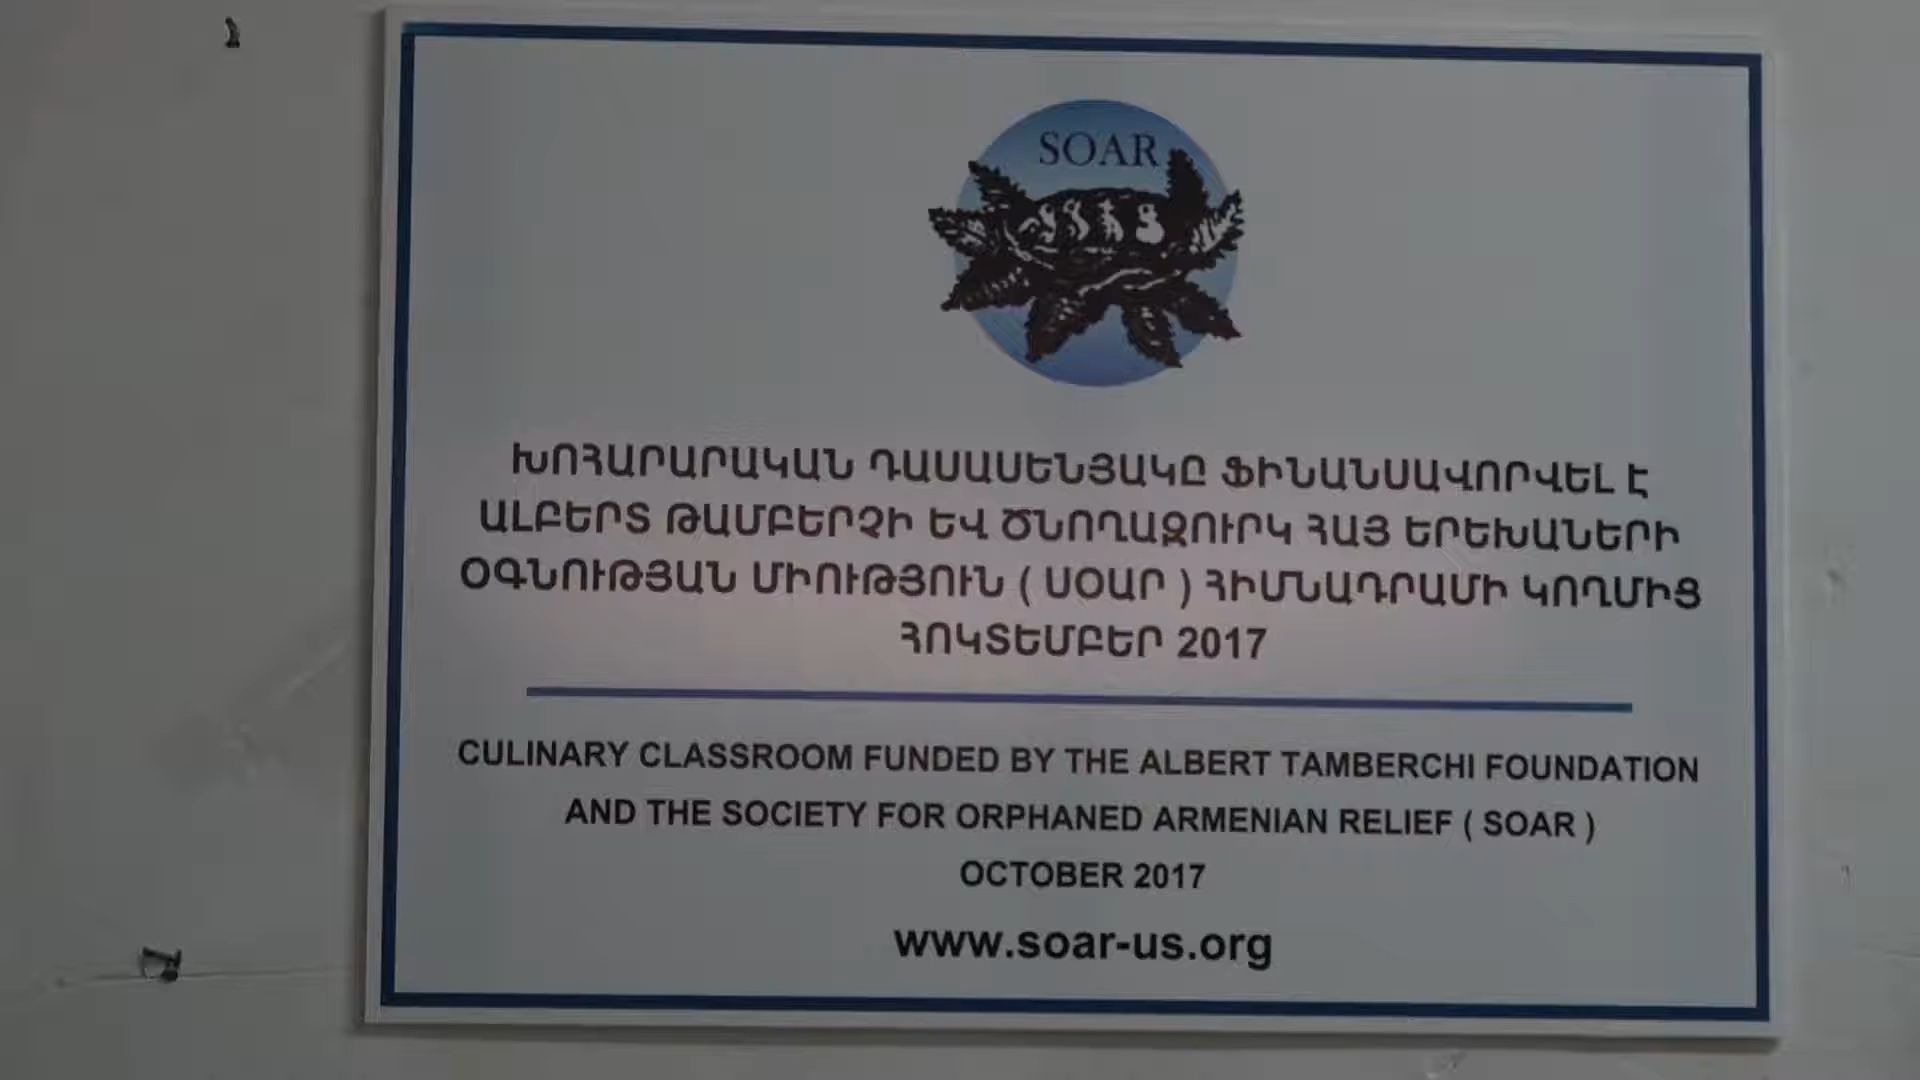 SOAR
ԽՈՀԱՐԱՐԱԿԱՆ ԴԱՍԱՍԵՆՅԱԿԸ ՖԻՆԱՆՍԱՎՈՐՎԵԼ Է
ԱԼԲԵՐՏ ԹԱՄԲԵՐՉԻ ԵՎ ԾՆՈՂԱԶՈՒՐԿ ՀԱՅ ԵՐԵԽԱՆԵՐԻ
ՕԳՆՈՒԹՅԱՆ ՄԻՈՒԹՅՈՒՆ ( ՍՕԱՐ ) ՀԻՄՆԱԴՐԱՄԻ ԿՈՂՄԻՑ
ՀՈԿՏԵՄԲԵՐ 2017
CULINARY CLASSROOM FUNDED BY THE ALBERT TAMBERCHI FOUNDATION
AND THE SOCIETY FOR ORPHANED ARMENIAN RELIEF ( SOAR )
OCTOBER 2017
www.soar-us.org